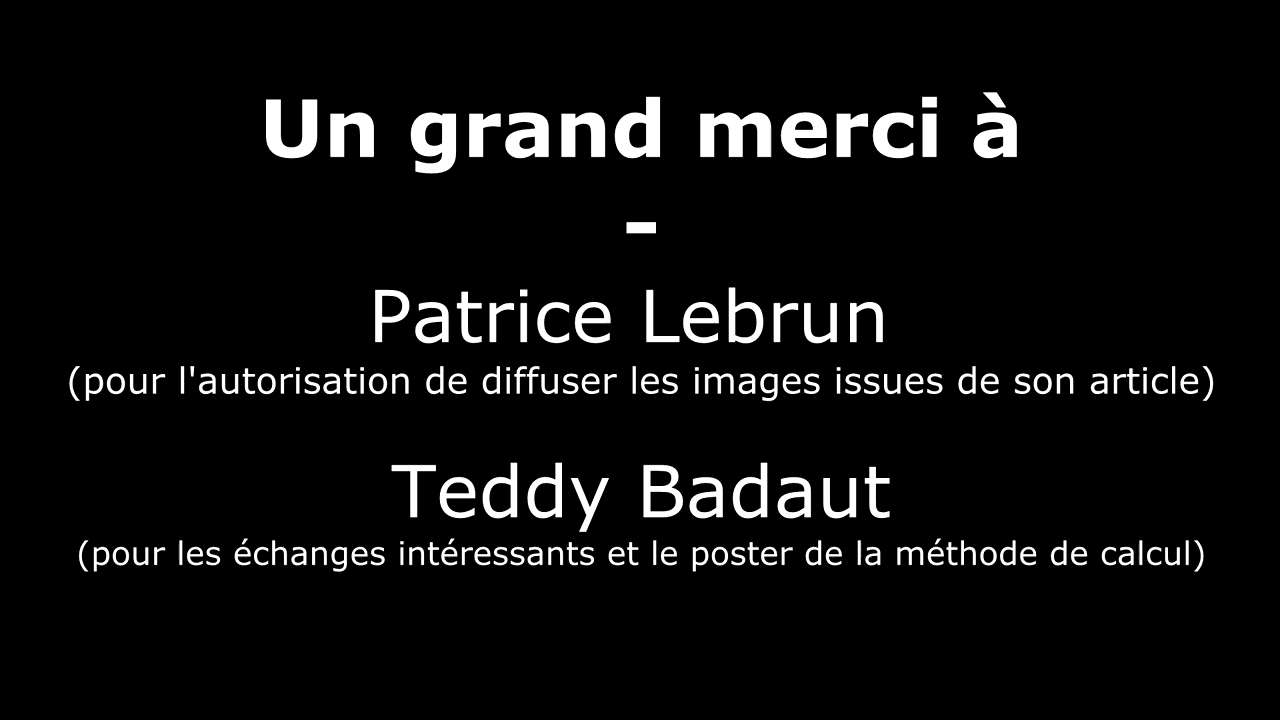 Un grand merci à
-
Patrice Lebrun
(pour l'autorisation de diffuser les images issues de son article)
Teddy Badaut
(pour les échanges intéressants et le poster de la méthode de calcul)